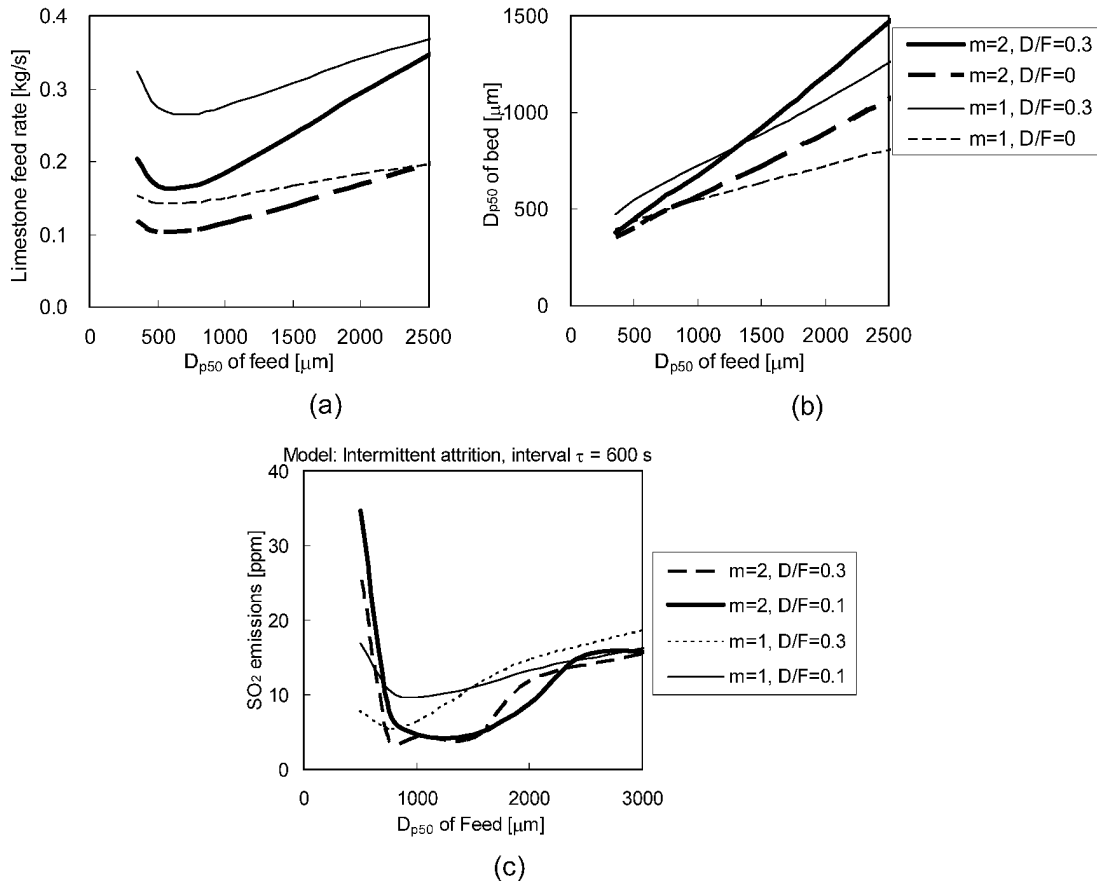 0.4
0.3
0.2
0.1
0.0
Limestone feed rate [kg/s]
0 500 1000 1500 2000 2500
Dp50 of feed [μm]
(a)
1500
1000
500
0
Dp50 of bed [μm]
0 500 1000 1500 2000 2500
Dp50 of feed [μm]
(b)
m=2, D/F=0.3
m=2, D/F=0
m=1, D/F=0.3
m=1, D/F=0
Model: Intermittent attrition, interval τ = 600 s
40
30
20
10
0
SO2 emissions [ppm]
0 1000 2000 3000
Dp50 of Feed [μm]
(c)
m=2, D/F=0.3
m=2, D/F=0.1
m=1, D/F=0.3
m=1, D/F=0.1